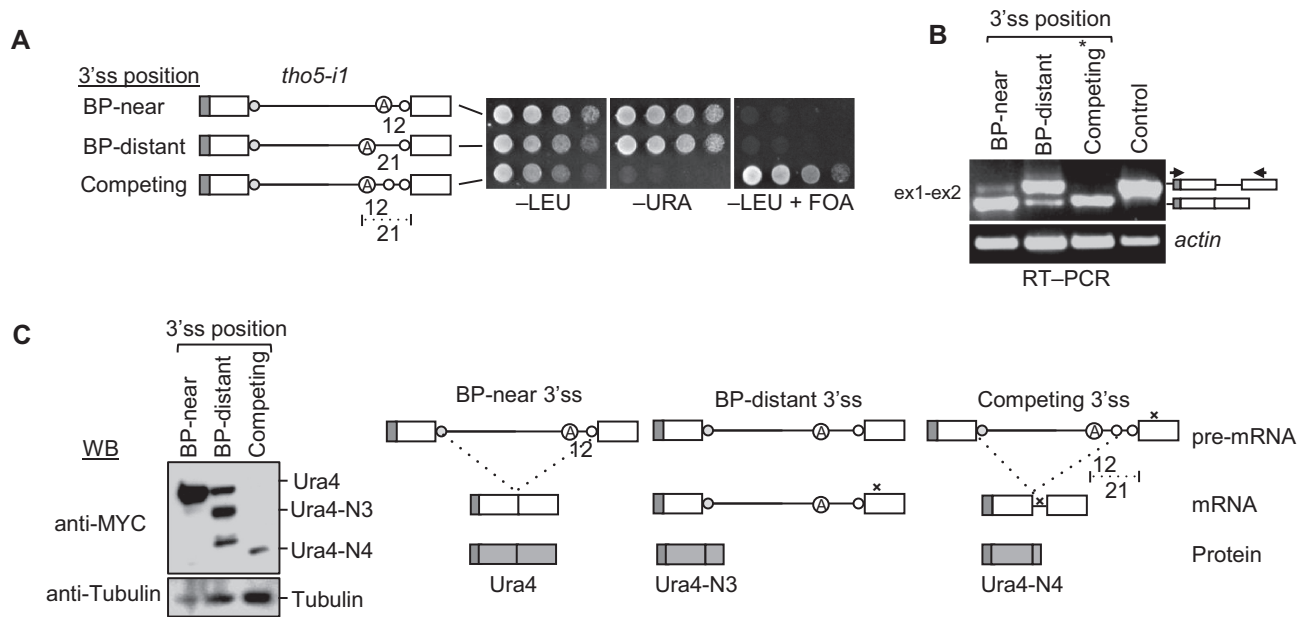 A
3'ss position
tho5-i1
BP-near
A
12
BP-distant
A
21
Competing
A
12
21
–LEU
–URA
–LEU + FOA
B
3'ss position
BP-near
BP-distant
Competing*
Control
ex1-ex2
actin
RT–PCR
C
3'ss position
BP-near
BP-distant
Competing
WB
anti-MYC
Ura4
Ura4-N3
Ura4-N4
anti-Tubulin
Tubulin
BP-near 3'ss
BP-distant 3'ss
Competing 3'ss
A
12
A
×
A
12
21
pre-mRNA
×
A
×
mRNA
Protein
Ura4
Ura4-N3
Ura4-N4